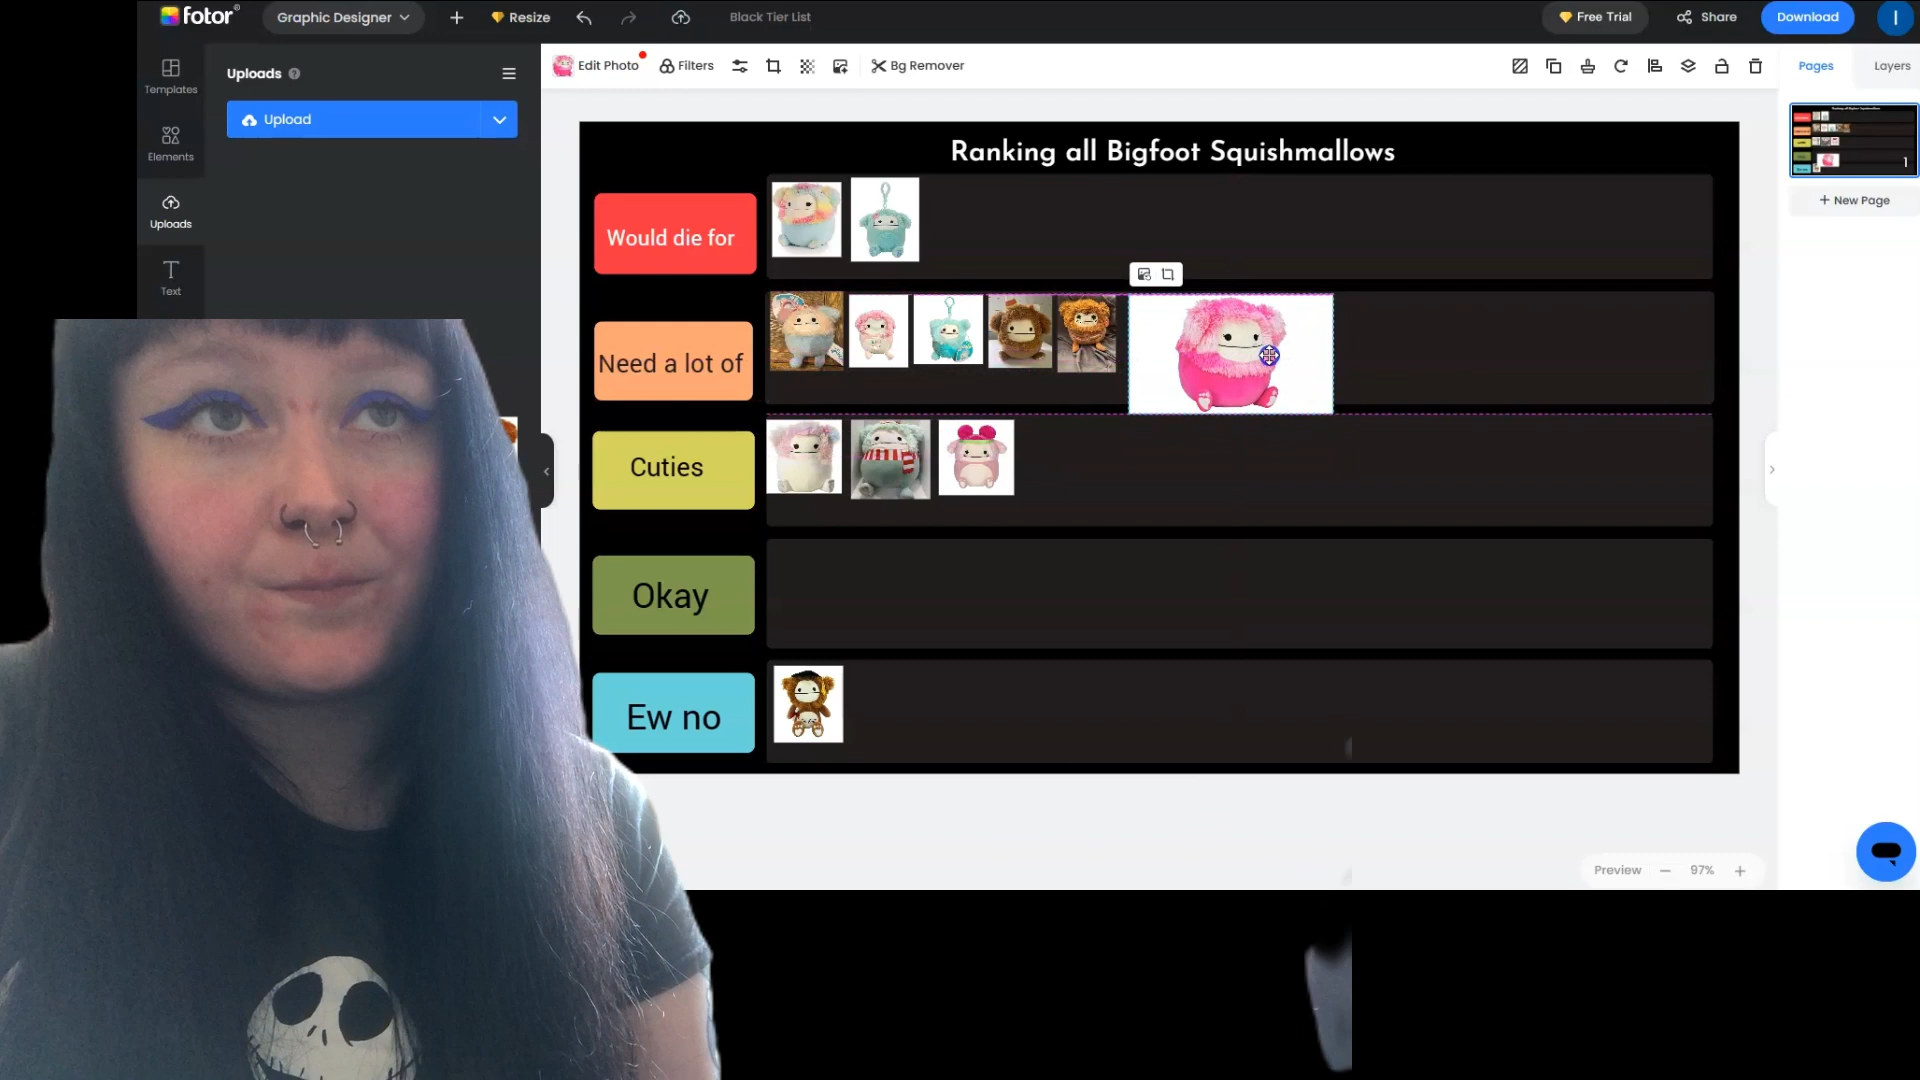 fotor
Graphic Designer
Resize
Black Tier List
Free Trial
Share
Download
I
Templates
Elements
Uploads
Text
Uploads
Upload
Edit Photo
Filters
Bg Remover
Pages
Layers
1
+ New Page
Ranking all Bigfoot Squishmallows
Would die for
Need a lot of
Cuties
Okay
Ew no
Preview
97%